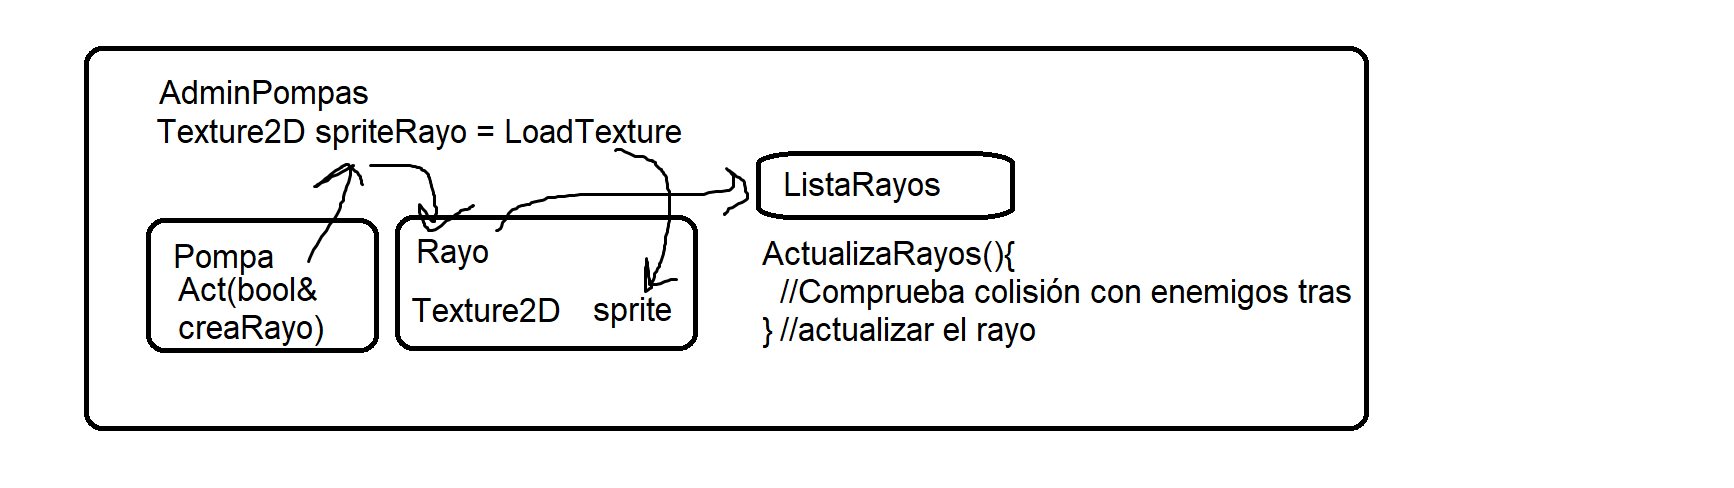 AdminPompas
Texture2D spriteRayo = LoadTexture
ListaRayos
Pompa
Act(bool&
creaRayo)
Rayo
Texture2D sprite
ActualizaRayos(){
//Comprueba colisión con enemigos tras
} //actualizar el rayo